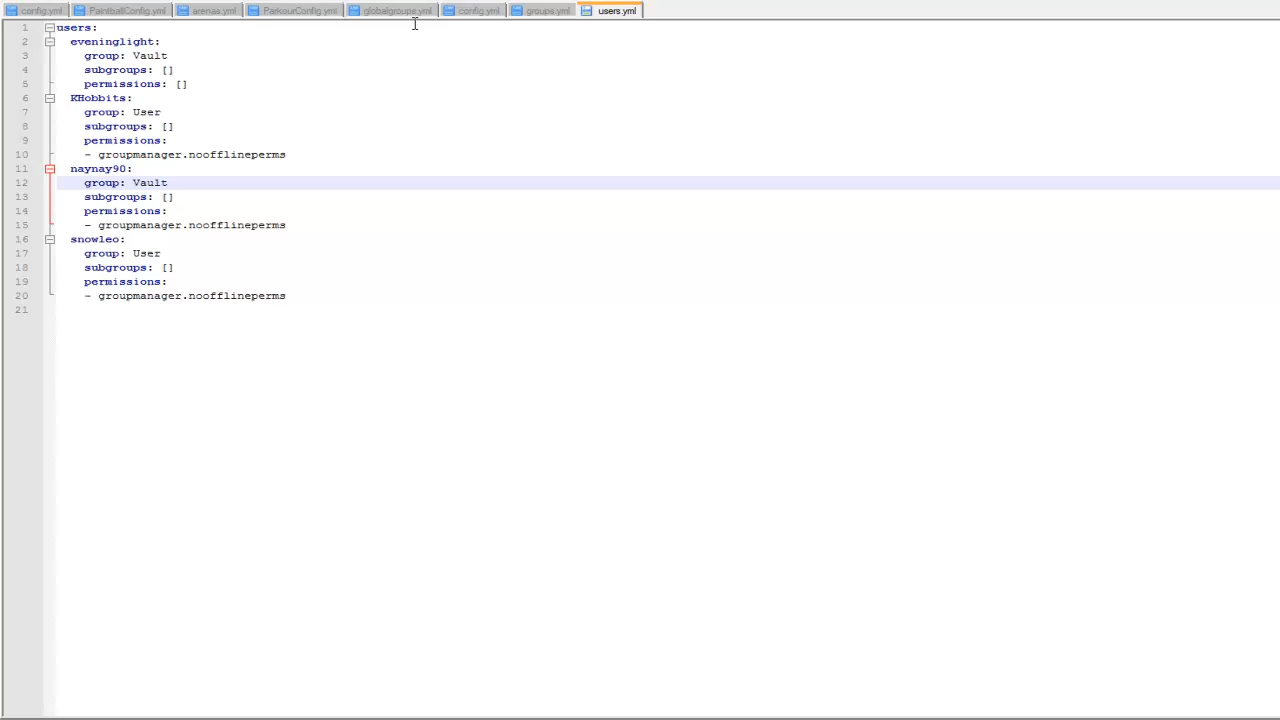 config.yml PaintballConfig.yml arenas.yml ParkourConfig.yml globalgroups.yml config.yml groups.yml users.yml
1 users:
2 eveninglight:
3 group: Vault
4 subgroups: []
5 permissions: []
6 KHobbits:
7 group: User
8 subgroups: []
9 permissions:
10 - groupmanager.noofflineperms
11 naynay90:
12 group: Vault
13 subgroups: []
14 permissions:
15 - groupmanager.noofflineperms
16 snowleo:
17 group: User
18 subgroups: []
19 permissions:
20 - groupmanager.noofflineperms
21